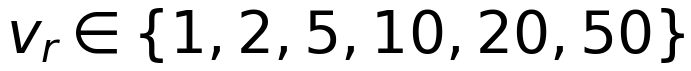 v_r ∈ {1, 2, 5, 10, 20, 50}